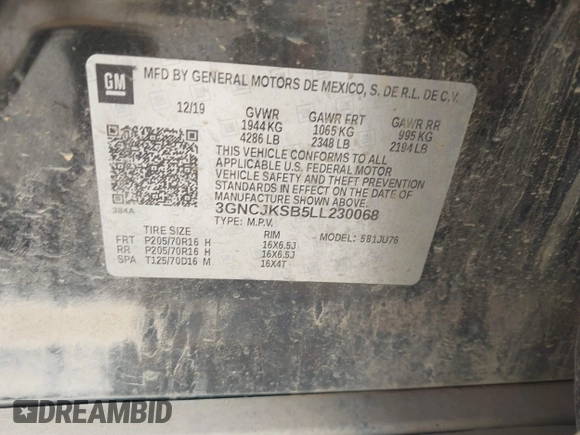 GM
MFD BY GENERAL MOTORS DE MEXICO, S. DE R.L. DE C.V.
12/19 GVWR GAWR FRT GAWR RR
1944 KG 1065 KG 995 KG
4286 LB 2348 LB 2194 LB
THIS VEHICLE CONFORMS TO ALL
APPLICABLE U.S. FEDERAL MOTOR
VEHICLE SAFETY AND THEFT PREVENTION
STANDARDS IN EFFECT ON THE DATE OF
MANUFACTURE SHOWN ABOVE.
384A
3GNCJKSB5LL230068
TYPE: M.P.V. MODEL: 581JU76
TIRE SIZE RIM
FRT P205/70R16 H 16X6.5J
RR P205/70R16 H 16X6.5J
SPA T125/70D16 M 16X4T
DREAMBID